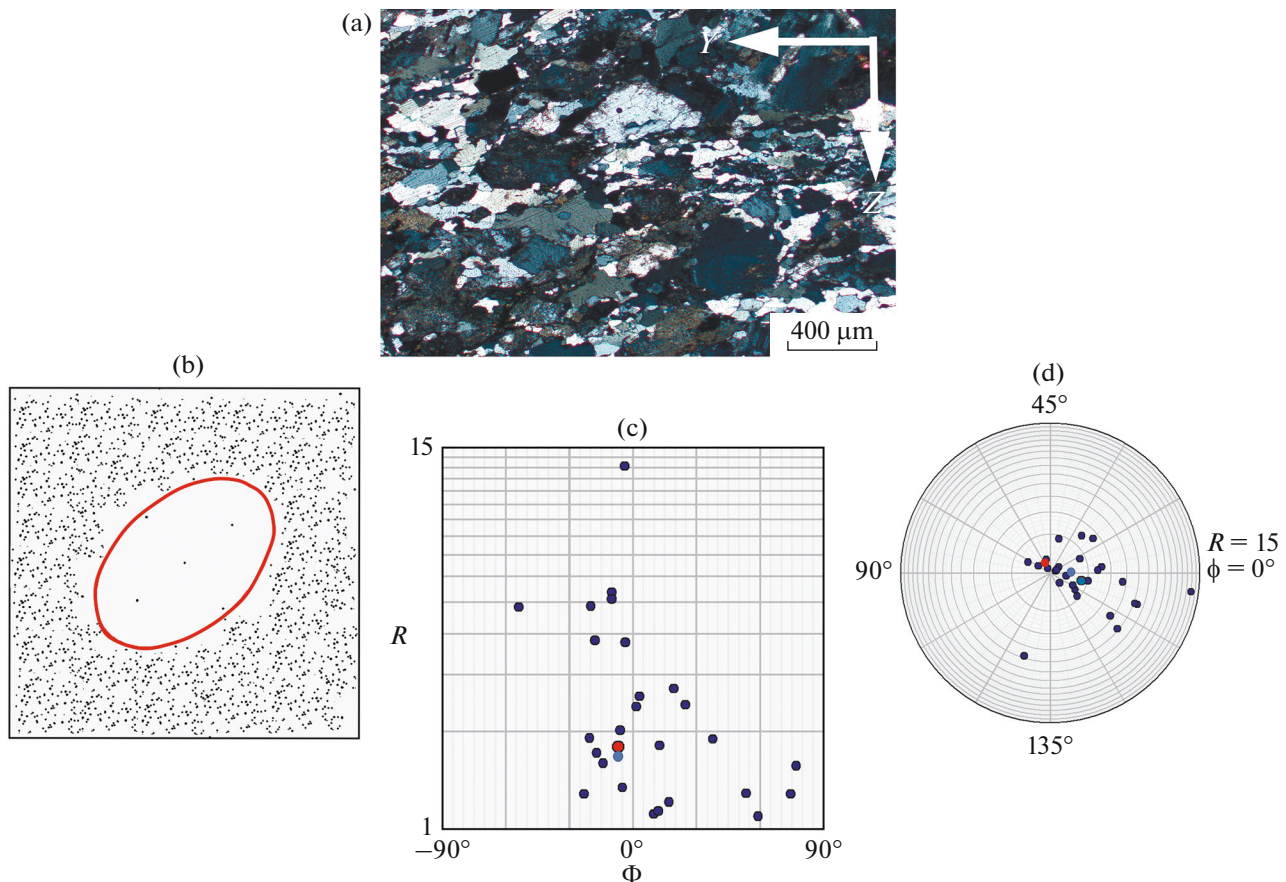 (a)
Y
Z
400 µm
(b)
(c)
15
R
1
−90°
0°
90°
Φ
(d)
45°
90°
R = 15
ϕ = 0°
135°